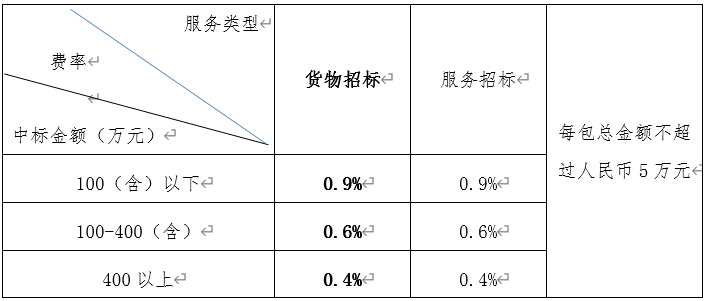 服务类型
费率
中标金额（万元）
货物招标
服务招标
每包总金额不超
过人民币5万元
100（含）以下
0.9%
0.9%
100-400（含）
0.6%
0.6%
400以上
0.4%
0.4%